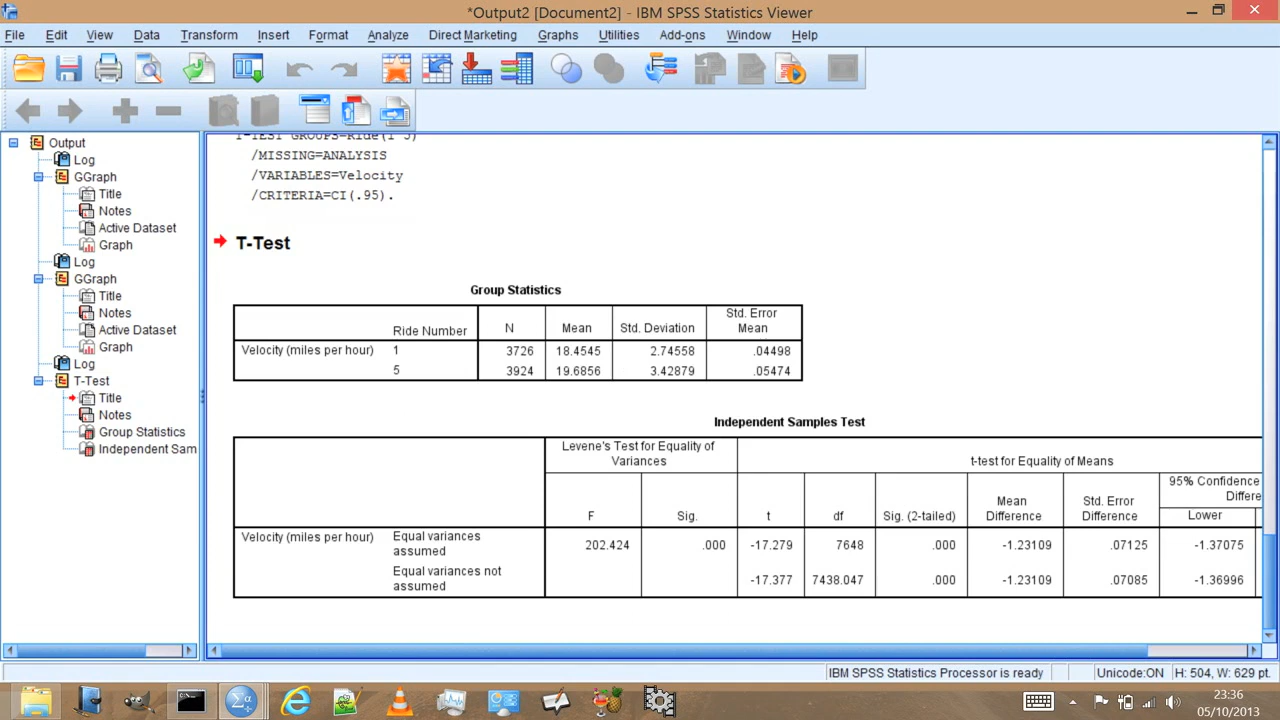 *Output2 [Document2] - IBM SPSS Statistics Viewer
File Edit View Data Transform Insert Format Analyze Direct Marketing Graphs Utilities Add-ons Window Help
Output
Log
GGraph
Title
Notes
Active Dataset
Graph
Log
GGraph
Title
Notes
Active Dataset
Graph
Log
T-Test
Title
Notes
Group Statistics
Independent Sam
T-TEST GROUPS=Ride(1 5)
/MISSING=ANALYSIS
/VARIABLES=Velocity
/CRITERIA=CI(.95).
T-Test
Group Statistics
Ride Number N Mean Std. Deviation Std. Error Mean
Velocity (miles per hour) 1 3726 18.4545 2.74558 .04498
5 3924 19.6856 3.42879 .05474
Independent Samples Test
Levene's Test for Equality of Variances t-test for Equality of Means
95% Confidence
Differe
F Sig. t df Sig. (2-tailed) Mean Difference Std. Error Difference Lower
Velocity (miles per hour) Equal variances assumed 202.424 .000 -17.279 7648 .000 -1.23109 .07125 -1.37075
Equal variances not assumed -17.377 7438.047 .000 -1.23109 .07085 -1.36996
IBM SPSS Statistics Processor is ready Unicode:ON H: 504, W: 629 pt.
23:36
05/10/2013